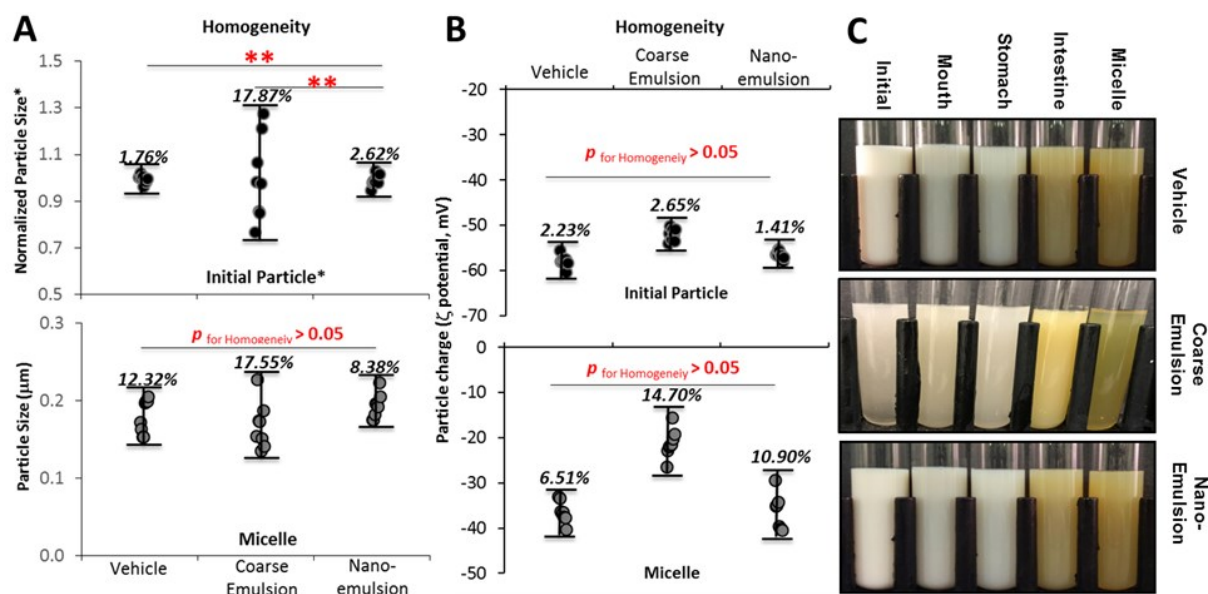 A
Homogeneity
Normalized Particle Size*
1.5
1.3
1.1
0.9
0.7
0.5
**
**
1.76%
17.87%
2.62%
Initial Particle*
Particle Size (μm)
0.3
0.2
0.1
0.0
p for Homogeneiv > 0.05
12.32%
17.55%
8.38%
Micelle
Vehicle
Coarse
Emulsion
Nano-
emulsion
B
Homogeneity
Vehicle
Coarse
Emulsion
Nano-
emulsion
Particle charge (ζ potential, mV)
-20
-30
-40
-50
-60
-70
p for Homogeneiy > 0.05
2.23%
2.65%
1.41%
Initial Particle
0
-10
-20
-30
-40
-50
p for Homogeneiy > 0.05
6.51%
14.70%
10.90%
Micelle
C
Initial
Mouth
Stomach
Intestine
Micelle
Vehicle
Coarse
Emulsion
Nano-
Emulsion